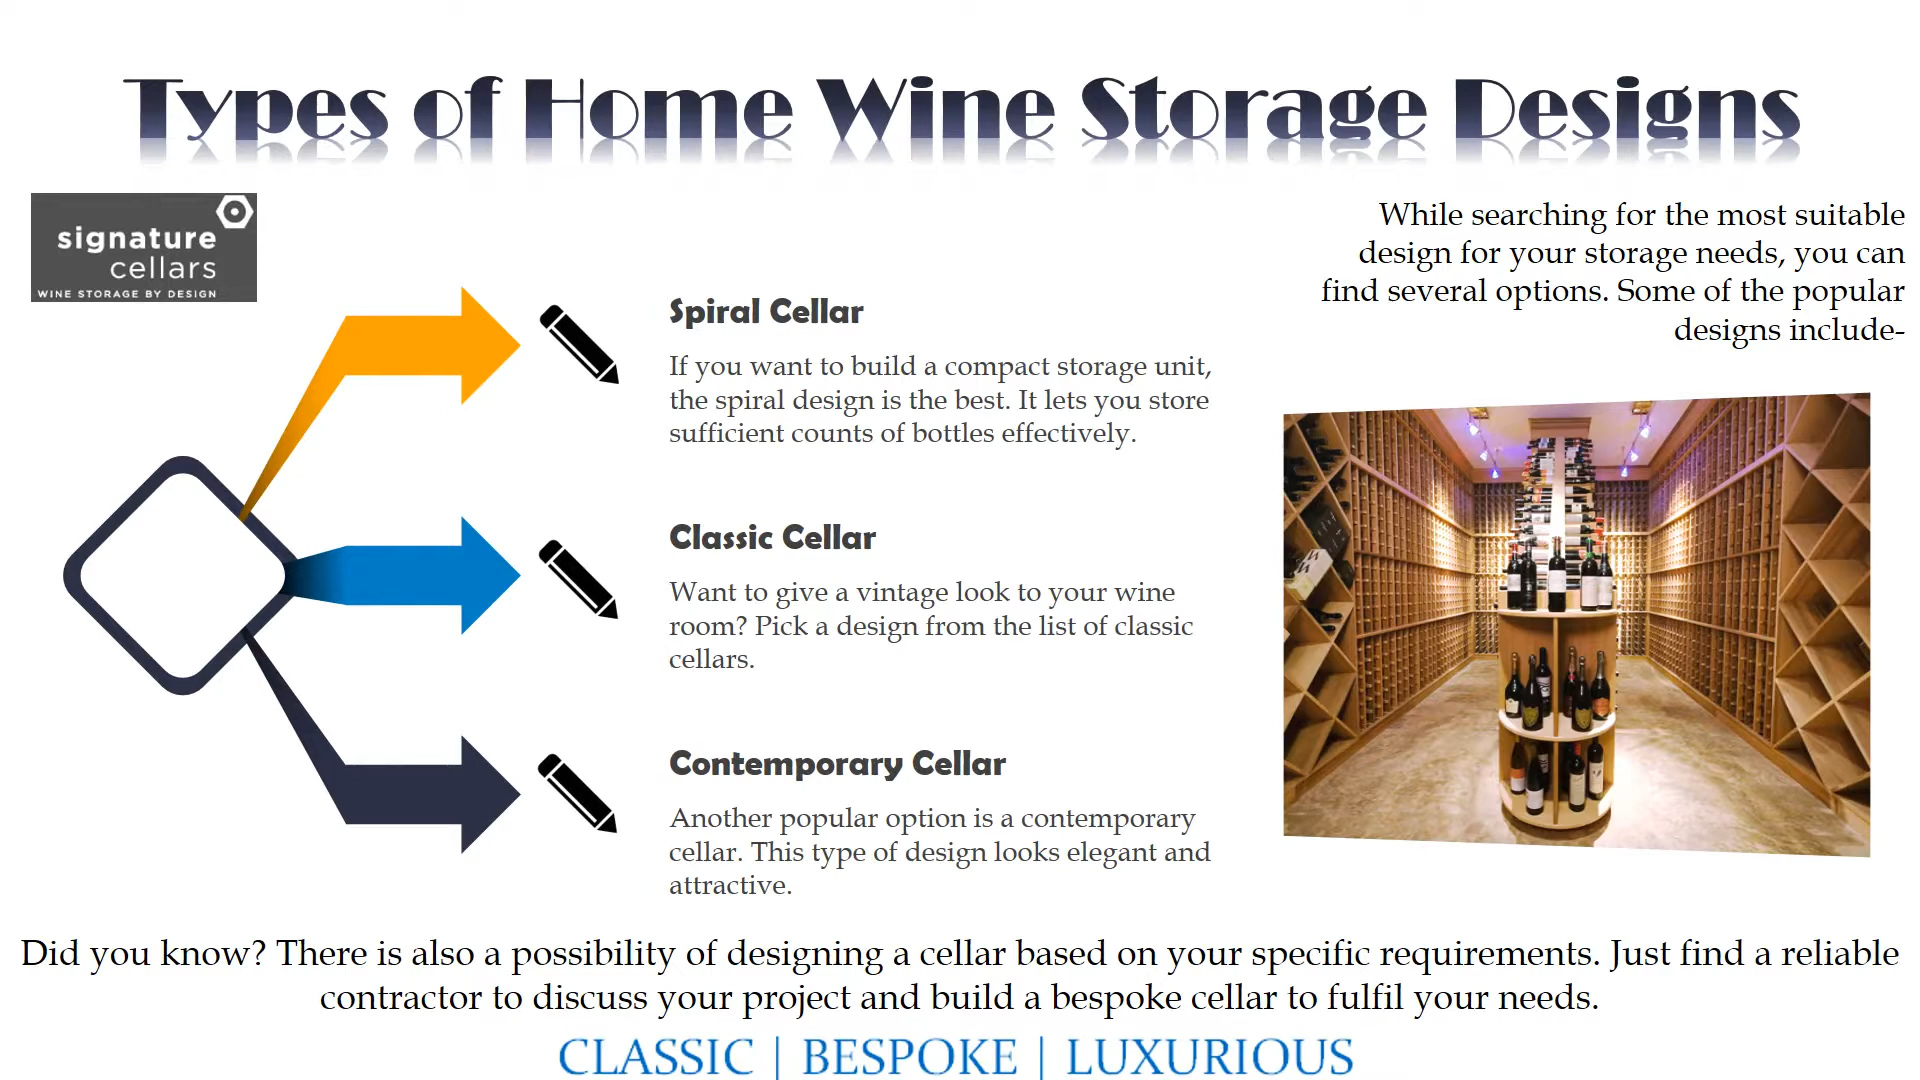 Types of Home Wine Storage Designs
signature
cellars
WINE STORAGE BY DESIGN
While searching for the most suitable
design for your storage needs, you can
find several options. Some of the popular
designs include-
Spiral Cellar
If you want to build a compact storage unit,
the spiral design is the best. It lets you store
sufficient counts of bottles effectively.
Classic Cellar
Want to give a vintage look to your wine
room? Pick a design from the list of classic
cellars.
Contemporary Cellar
Another popular option is a contemporary
cellar. This type of design looks elegant and
attractive.
Did you know? There is also a possibility of designing a cellar based on your specific requirements. Just find a reliable
contractor to discuss your project and build a bespoke cellar to fulfil your needs.
CLASSIC | BESPOKE | LUXURIOUS